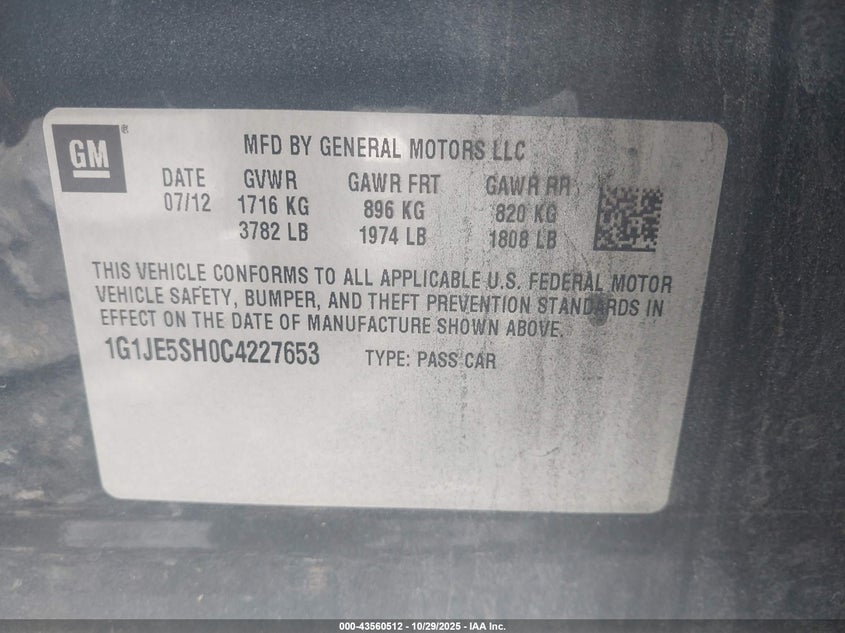 GM®
MFD BY GENERAL MOTORS LLC
DATE GVWR GAWR FRT GAWR RR
07/12 1716 KG 896 KG 820 KG
3782 LB 1974 LB 1808 LB
THIS VEHICLE CONFORMS TO ALL APPLICABLE U.S. FEDERAL MOTOR
VEHICLE SAFETY, BUMPER, AND THEFT PREVENTION STANDARDS IN
EFFECT ON THE DATE OF MANUFACTURE SHOWN ABOVE.
1G1JE5SH0C4227653 TYPE: PASS CAR
000-43560512 - 10/29/2025 - IAA Inc.